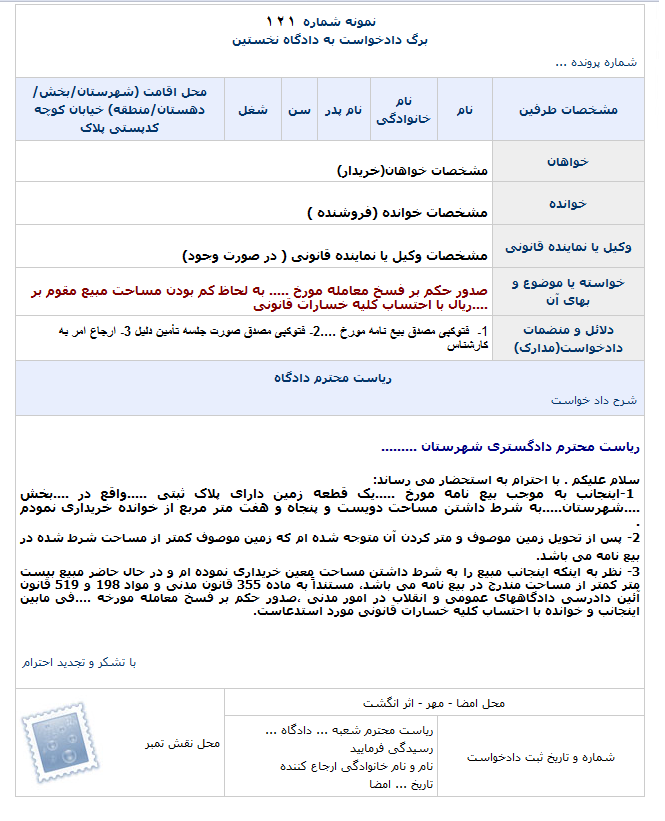 نمونه شماره ۱۲۱
برگ دادخواست به دادگاه نخستین
شماره پرونده ...
مشخصات طرفین
نام
نام خانوادگی
نام پدر
سن
شغل
محل اقامت (شهرستان/بخش/
دهستان/منطقه) خیابان کوچه
کدپستی پلاک
خواهان
مشخصات خواهان(خریدار)
خوانده
مشخصات خوانده (فروشنده )
وکیل یا نماینده قانونی
مشخصات وکیل یا نماینده قانونی ( در صورت وجود)
خواسته یا موضوع و
بهای آن
صدور حکم بر فسخ معامله مورخ ..... به لحاظ کم بودن مساحت مبیع مقوم بر
....ریال با احتساب کلیه خسارات قانونی
دلائل و منضمات
دادخواست(مدارک)
1- فتوکپی مصدق بیع نامه مورخ ....2- فتوکپی مصدق صورت جلسه تأمین دلیل 3- ارجاع امر به
کارشناس
ریاست محترم دادگاه
شرح داد خواست
ریاست محترم دادگستری شهرستان .........
سلام علیکم . با احترام به استحضار می رساند:
1-اینجانب به موجب بیع نامه مورخ .....یک قطعه زمین دارای پلاک ثبتی .....واقع در ....بخش
....شهرستان.....به شرط داشتن مساحت دویست و پنجاه و هفت متر مربع از خوانده خریداری نمودم
.
2- پس از تحویل زمین موصوف و متر کردن آن متوجه شده ام که زمین موصوف کمتر از مساحت شرط شده در
بیع نامه می باشد.
3- نظر به اینکه اینجانب مبیع را به شرط داشتن مساحت معین خریداری نموده ام و در حال حاضر مبیع بیست
متر کمتر از مساحت مندرج در بیع نامه می باشد، مستنداً به ماده 355 قانون مدنی و مواد 198 و 519 قانون
آئین دادرسی دادگاههای عمومی و انقلاب در امور مدنی ،صدور حکم بر فسخ معامله مورخه ....فی مابین
اینجانب و خوانده با احتساب کلیه خسارات قانونی مورد استدعاست.
با تشکر و تجدید احترام
محل امضا - مهر - اثر انگشت
شماره و تاریخ ثبت دادخواست
ریاست محترم شعبه ... دادگاه ...
رسیدگی فرمایید
نام و نام خانوادگی ارجاع کننده
تاریخ ... امضا
محل نقش تمبر